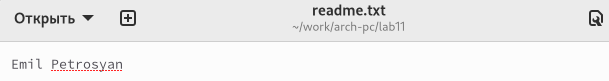 Открыть
readme.txt
~/work/arch-pc/lab11
Emil Petrosyan